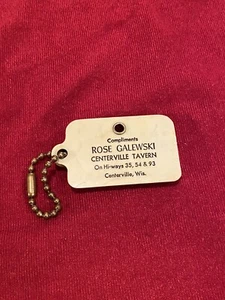 Compliments
ROSE GALEWSKI
CENTERVILLE TAVERN
On Hi-ways 35, 54 & 93
Centerville, Wis.